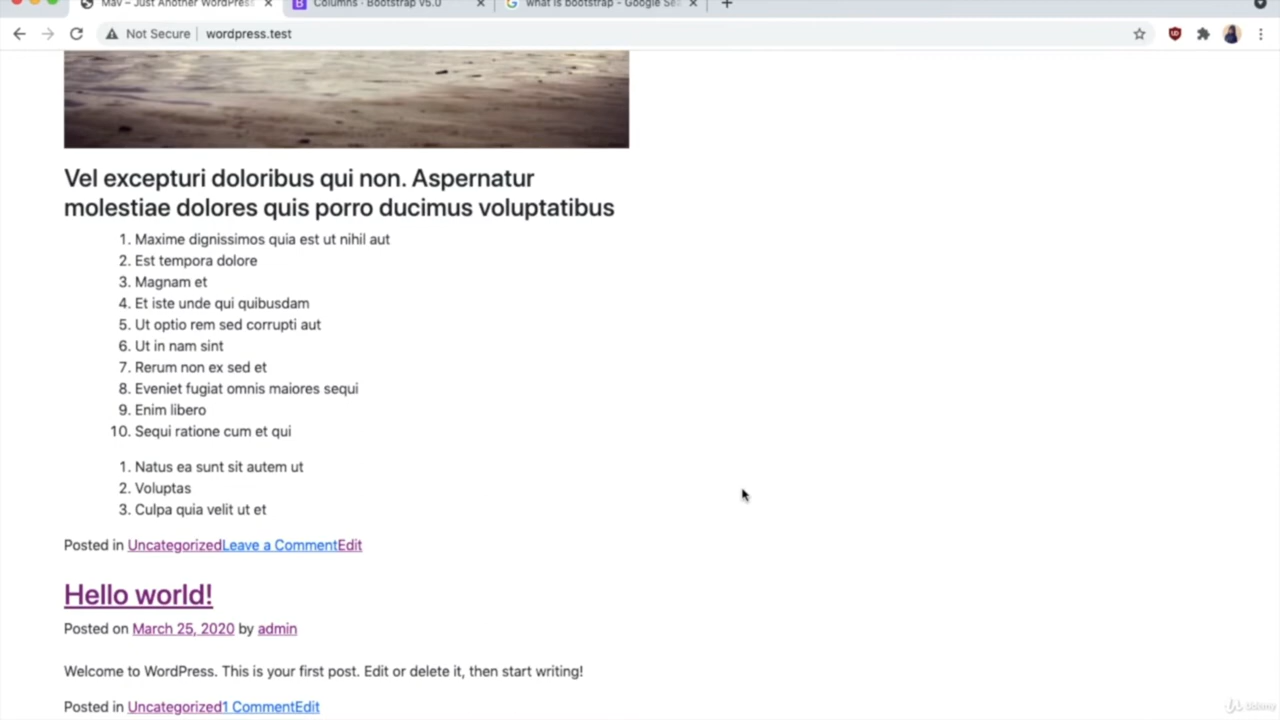 Mav – Just Another WordPress
Columns · Bootstrap v5.0
what is bootstrap - Google Sea
Not Secure
wordpress.test
Vel excepturi doloribus qui non. Aspernatur
molestiae dolores quis porro ducimus voluptatibus
1. Maxime dignissimos quia est ut nihil aut
2. Est tempora dolore
3. Magnam et
4. Et iste unde qui quibusdam
5. Ut optio rem sed corrupti aut
6. Ut in nam sint
7. Rerum non ex sed et
8. Eveniet fugiat omnis maiores sequi
9. Enim libero
10. Sequi ratione cum et qui
1. Natus ea sunt sit autem ut
2. Voluptas
3. Culpa quia velit ut et
Posted in UncategorizedLeave a CommentEdit
Hello world!
Posted on March 25, 2020 by admin
Welcome to WordPress. This is your first post. Edit or delete it, then start writing!
Posted in Uncategorized1 CommentEdit
Udemy